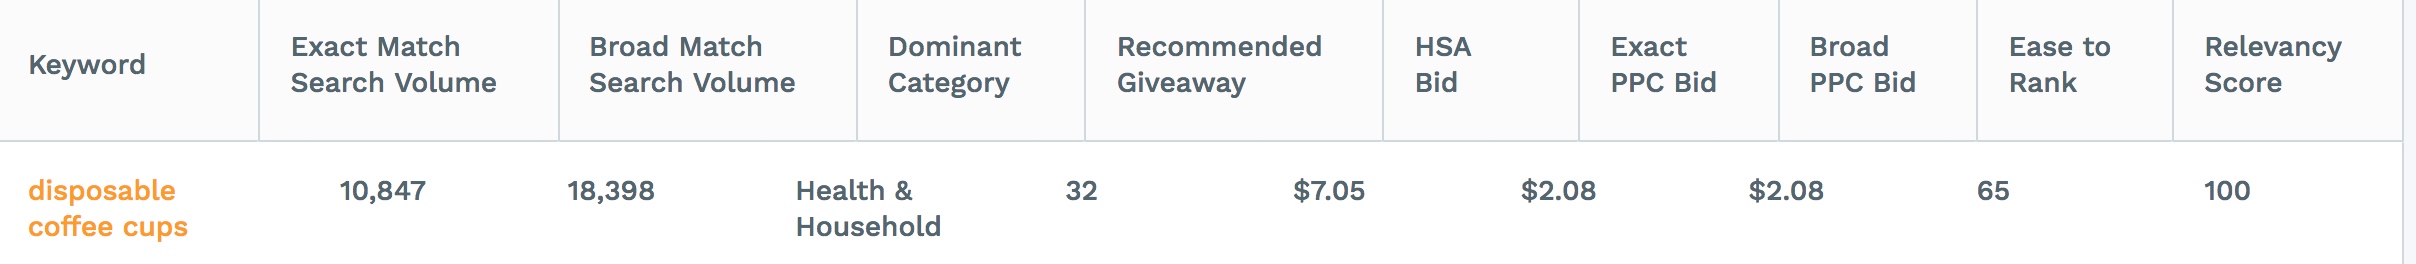 Keyword
Exact Match
Search Volume
Broad Match
Search Volume
Dominant
Category
Recommended
Giveaway
HSA
Bid
Exact
PPC Bid
Broad
PPC Bid
Ease to
Rank
Relevancy
Score
disposable
coffee cups
10,847
18,398
Health &
Household
32
$7.05
$2.08
$2.08
65
100